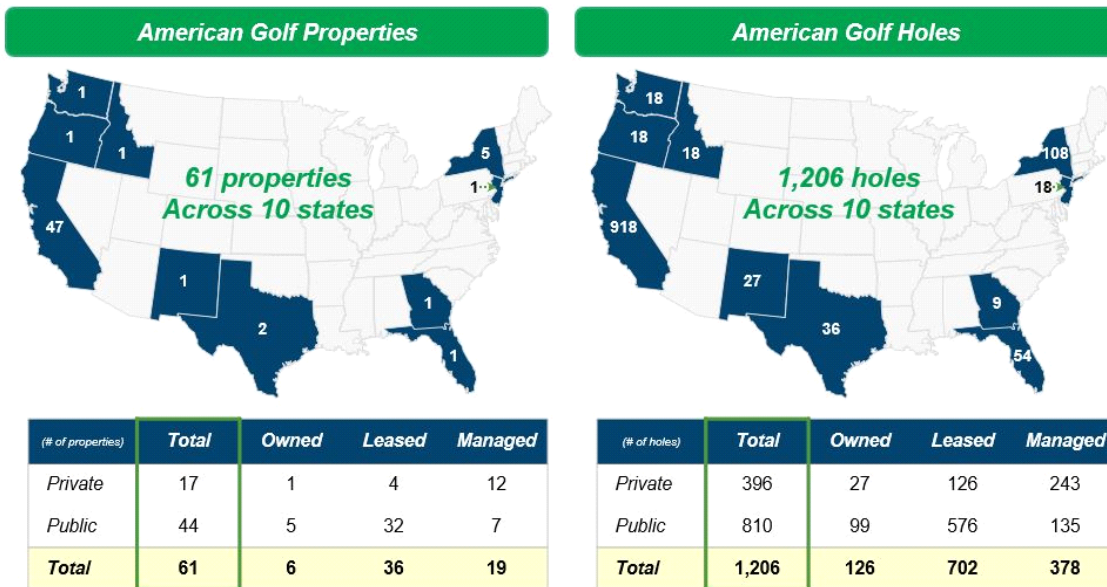 American Golf Properties
1
1
1
5
1
47
61 properties
Across 10 states
1
2
1
1
(# of properties) Total Owned Leased Managed
Private 17 1 4 12
Public 44 5 32 7
Total 61 6 36 19
American Golf Holes
18
18
18
108
18
918
1,206 holes
Across 10 states
27
36
9
54
(# of holes) Total Owned Leased Managed
Private 396 27 126 243
Public 810 99 576 135
Total 1,206 126 702 378